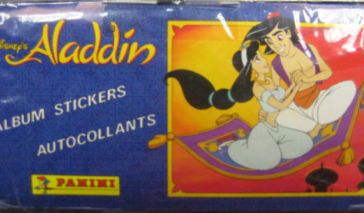 Disney's
Aladdin
ALBUM STICKERS
AUTOCOLLANTS
PANINI